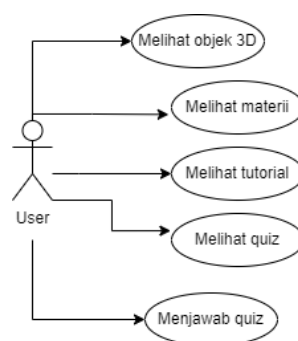 Melihat objek 3D
Melihat materii
Melihat tutorial
User
Melihat quiz
Menjawab quiz